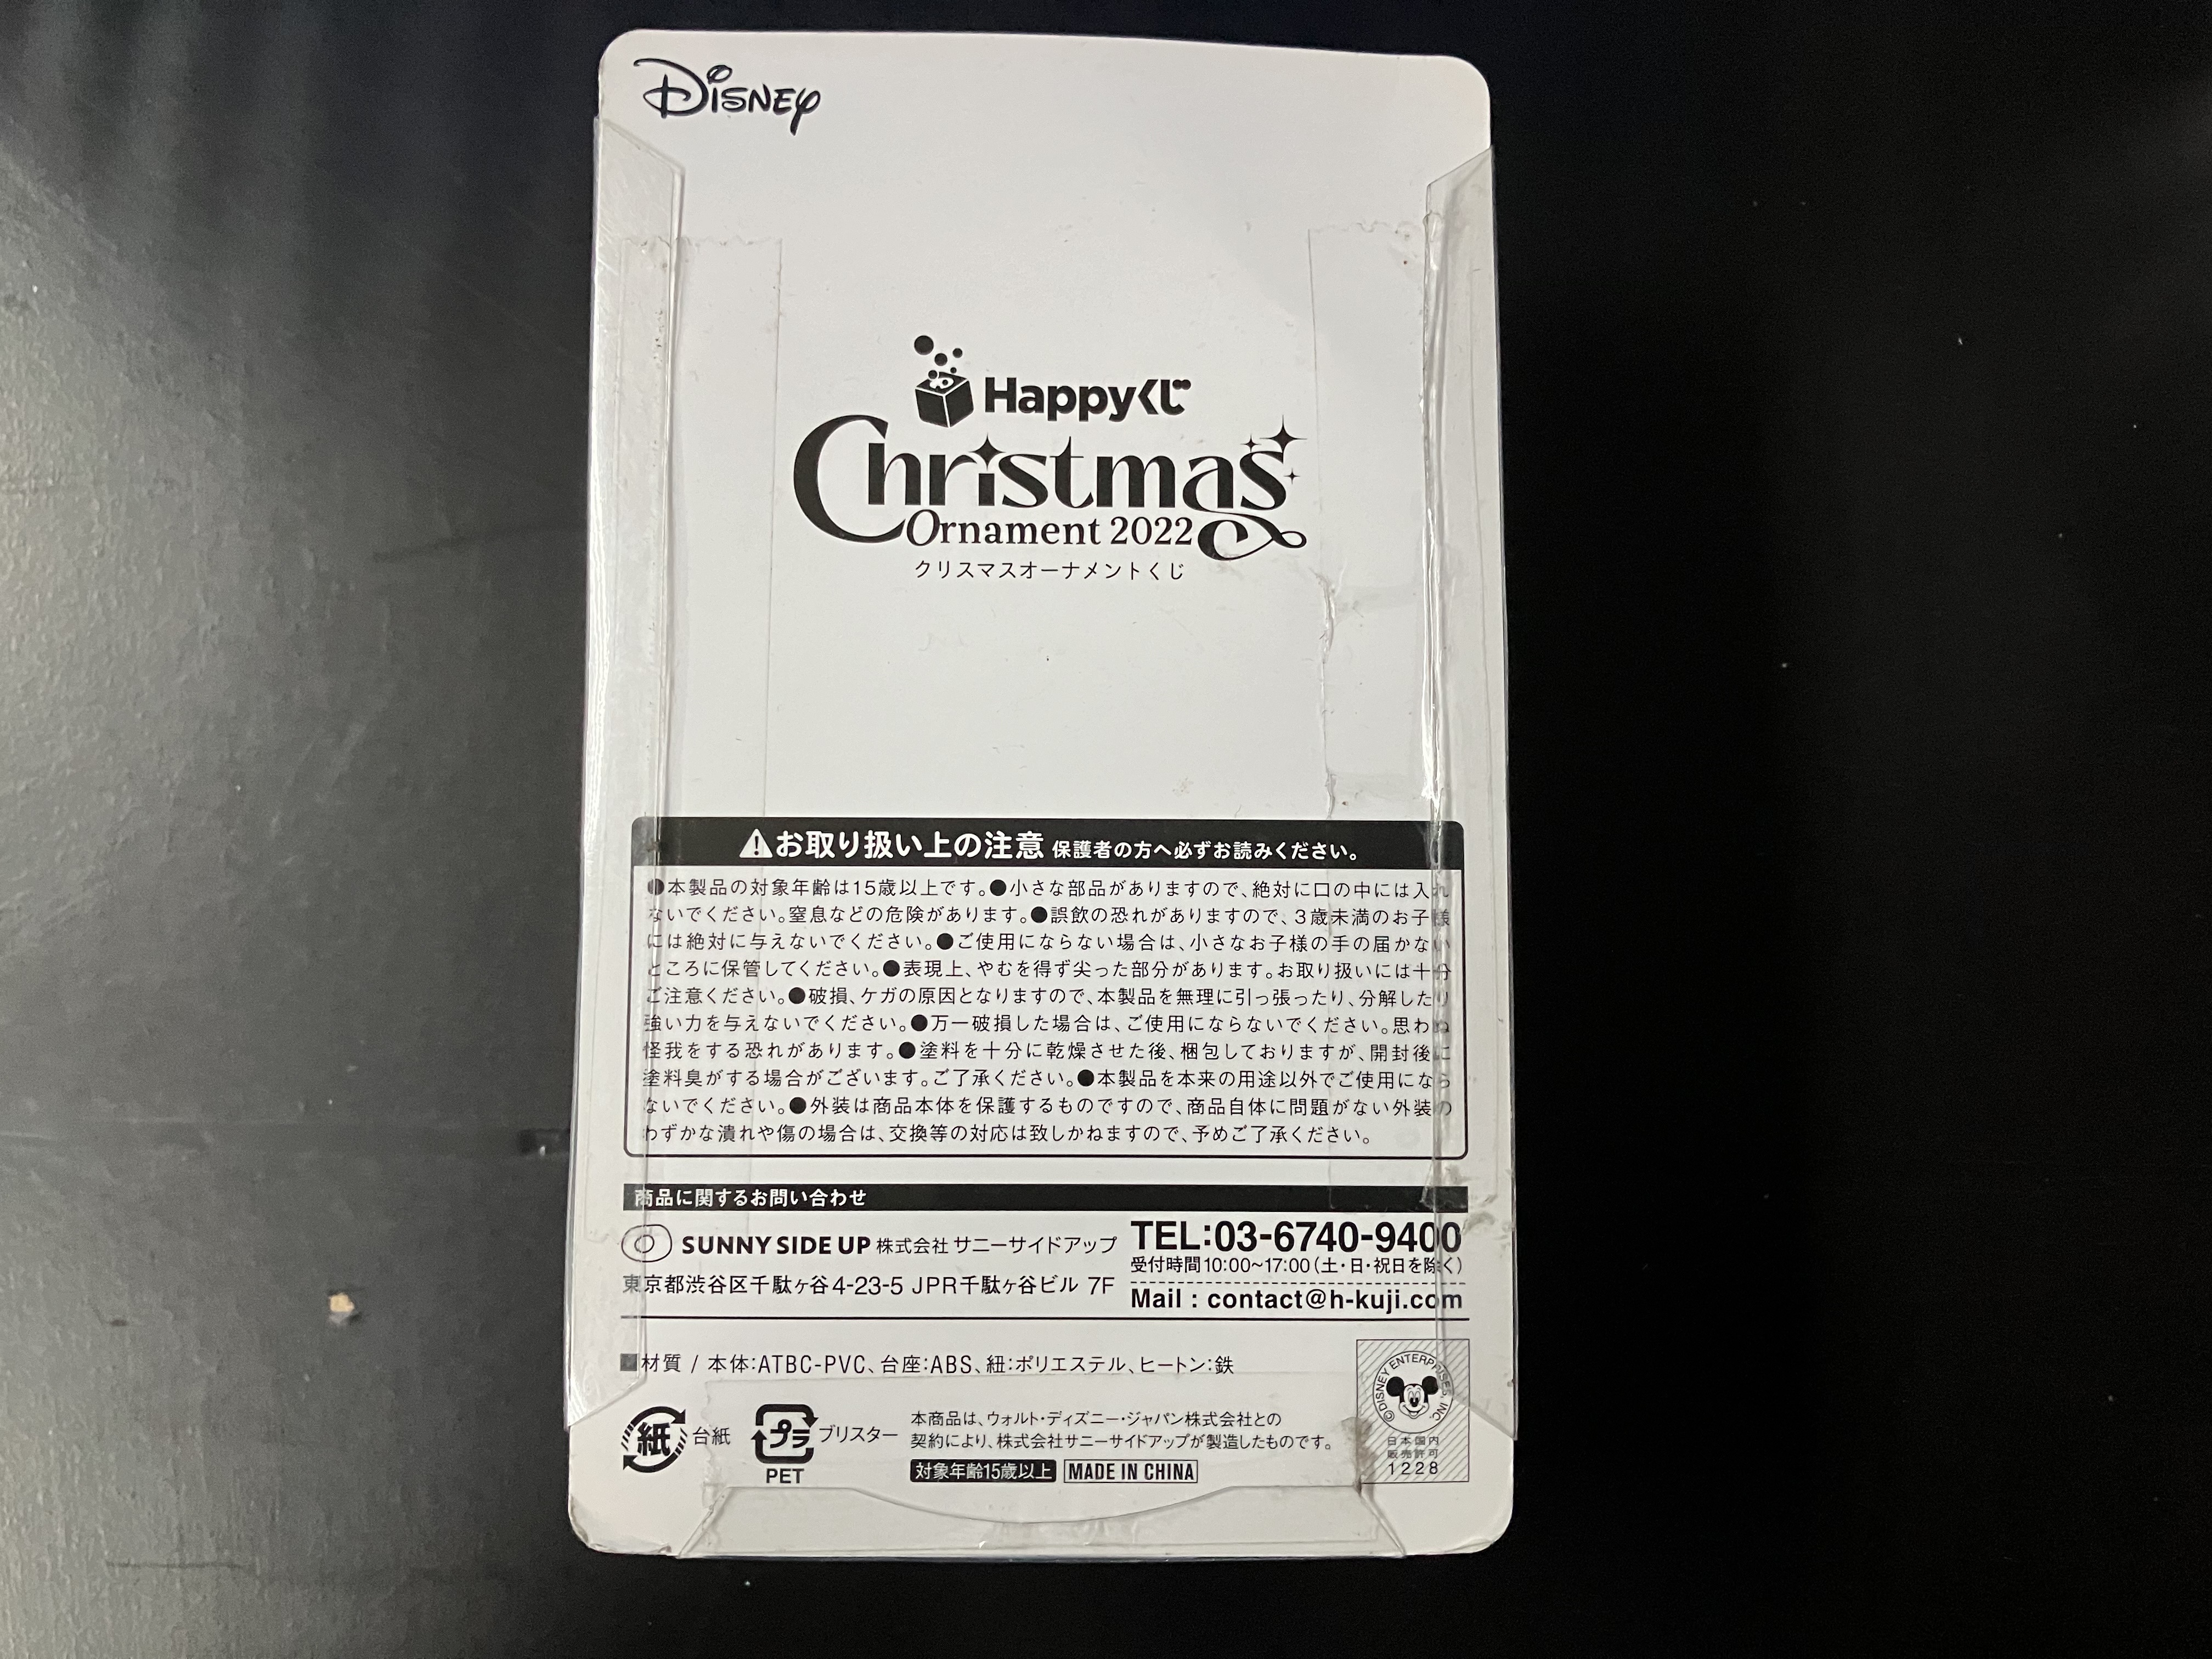 Disney
Happyくじ
Christmas
Ornament 2022
クリスマスオーナメントくじ
お取り扱い上の注意 保護者の方へ必ずお読みください。
●本製品の対象年齢は15歳以上です。●小さな部品がありますので、絶対に口の中には入れ
ないでください。窒息などの危険があります。●誤飲の恐れがありますので、3歳未満のお子様
には絶対に与えないでください。●ご使用にならない場合は、小さなお子様の手の届かない
ところに保管してください。●表現上、やむを得ず尖った部分があります。お取り扱いには十分
ご注意ください。●破損、ケガの原因となりますので、本製品を無理に引っ張ったり、分解したり
強い力を与えないでください。●万一破損した場合は、ご使用にならないでください。思わぬ
怪我をする恐れがあります。●塗料を十分に乾燥させた後、梱包しておりますが、開封後に
塗料臭がする場合がございます。ご了承ください。●本製品を本来の用途以外でご使用になら
ないでください。●外装は商品本体を保護するものですので、商品自体に問題がない外装の
わずかな潰れや傷の場合は、交換等の対応は致しかねますので、予めご了承ください。
商品に関するお問い合わせ
SUNNY SIDE UP 株式会社 サニーサイドアップ
東京都渋谷区千駄ヶ谷4-23-5 JPR千駄ヶ谷ビル 7F
TEL:03-6740-9400
受付時間10:00~17:00(土・日・祝日を除く)
Mail : contact@h-kuji.com
■材質 / 本体:ATBC-PVC、台座:ABS、紐:ポリエステル、ヒートン:鉄
紙 台紙
プラ ブリスター
PET
本商品は、ウォルト・ディズニー・ジャパン株式会社との
契約により、株式会社サニーサイドアップが製造したものです。
対象年齢15歳以上 MADE IN CHINA
©DISNEY ENTERPRISES, INC.
日本国内
販売許可
1228